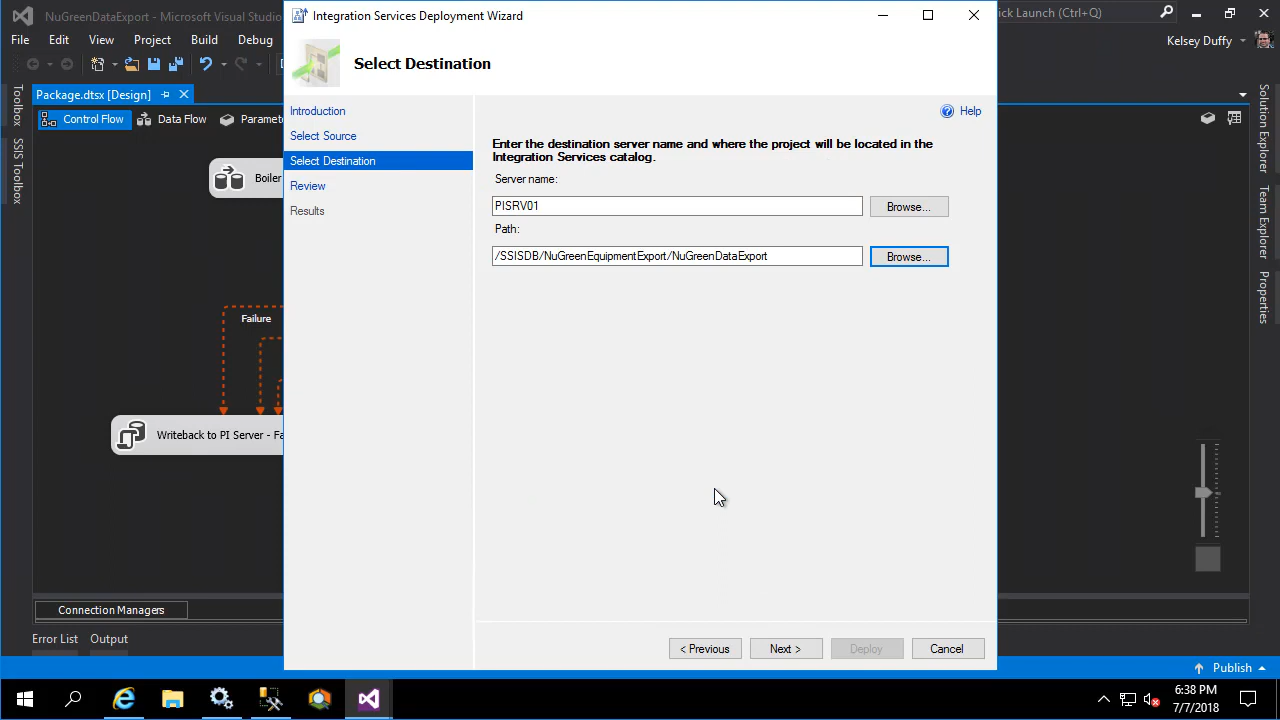 NuGreenDataExport - Microsoft Visual Studio
ick Launch (Ctrl+Q)
File Edit View Project Build Debug
Kelsey Duffy
Package.dtsx [Design]
Control Flow Data Flow Paramet
Toolbox
SSIS Toolbox
Boiler
Failure
Writeback to PI Server - Fa
Connection Managers
Error List Output
Integration Services Deployment Wizard
Select Destination
Introduction
Select Source
Select Destination
Review
Results
Help
Enter the destination server name and where the project will be located in the
Integration Services catalog.
Server name:
PISRV01 Browse...
Path:
/SSISDB/NuGreenEquipmentExport/NuGreenDataExport Browse...
< Previous Next > Deploy Cancel
Solution Explorer
Team Explorer
Properties
Publish
6:38 PM
7/7/2018